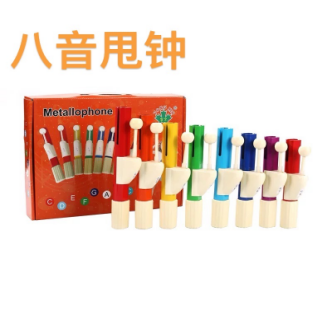 八音甩钟
Metallophone
C D E F G A